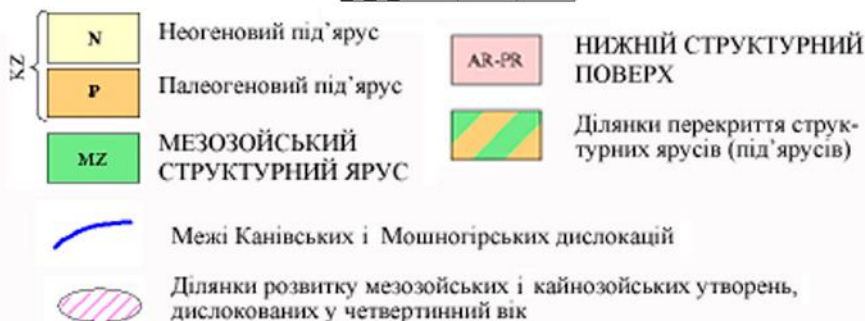 KZ
N
Неогеновий під'ярус
P
Палеогеновий під'ярус
MZ
МЕЗОЗОЙСЬКИЙ
СТРУКТУРНИЙ ЯРУС
AR-PR
НИЖНІЙ СТРУКТУРНИЙ
ПОВЕРХ
Ділянки перекриття струк-
турних ярусів (під'ярусів)
Межі Канівських і Мошногірських дислокацій
Ділянки розвитку мезозойських і кайнозойських утворень,
дислокованих у четвертинний вік